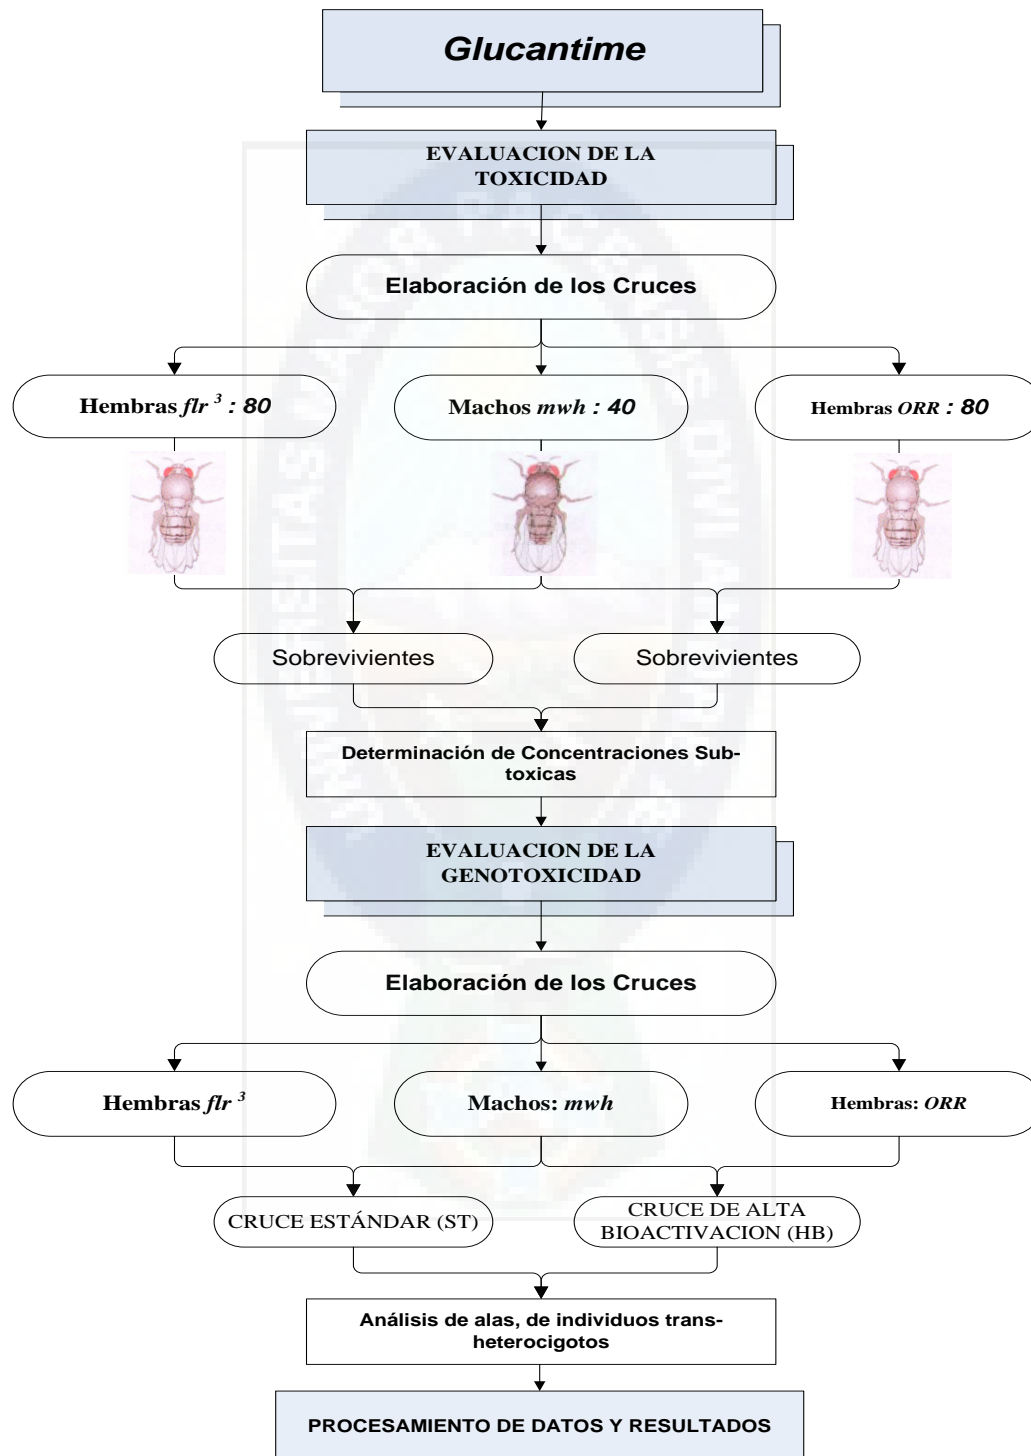 Glucantime
EVALUACION DE LA
TOXICIDAD
Elaboración de los Cruces
Hembras flr ³ : 80
Machos mwh : 40
Hembras ORR : 80
Sobrevivientes
Sobrevivientes
Determinación de Concentraciones Sub-
toxicas
EVALUACION DE LA
GENOTOXICIDAD
Elaboración de los Cruces
Hembras flr ³
Machos: mwh
Hembras: ORR
CRUCE ESTÁNDAR (ST)
CRUCE DE ALTA
BIOACTIVACION (HB)
Análisis de alas, de individuos trans-
heterocigotos
PROCESAMIENTO DE DATOS Y RESULTADOS